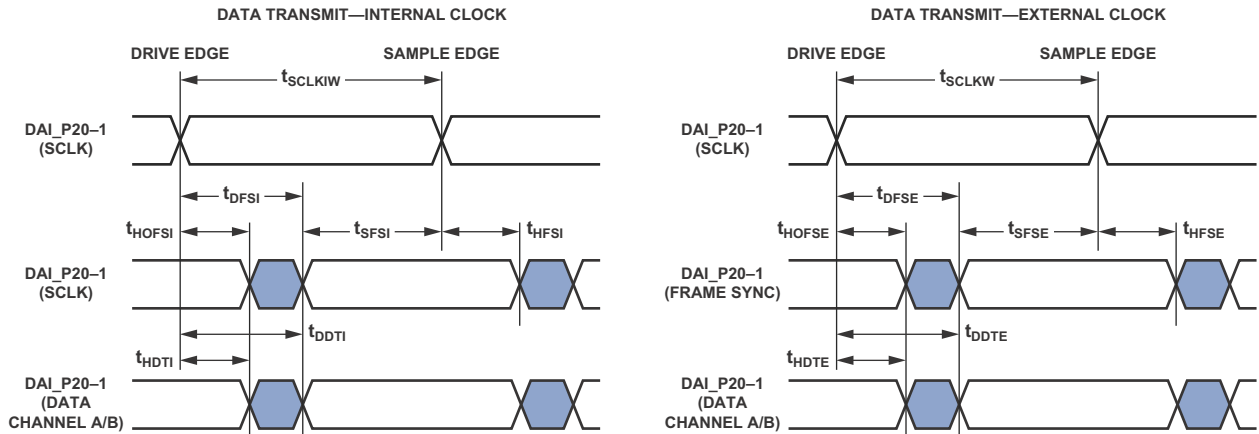 DATA TRANSMIT—INTERNAL CLOCK
DRIVE EDGE
SAMPLE EDGE
tSCLKIW
DAI_P20–1
(SCLK)
tDFSI
tHOFSI
tSFSI
tHFSI
DAI_P20–1
(SCLK)
tDDTI
tHDTI
DAI_P20–1
(DATA
CHANNEL A/B)
DATA TRANSMIT—EXTERNAL CLOCK
DRIVE EDGE
SAMPLE EDGE
tSCLKW
DAI_P20–1
(SCLK)
tDFSE
tHOFSE
tSFSE
tHFSE
DAI_P20–1
(FRAME SYNC)
tDDTE
tHDTE
DAI_P20–1
(DATA
CHANNEL A/B)